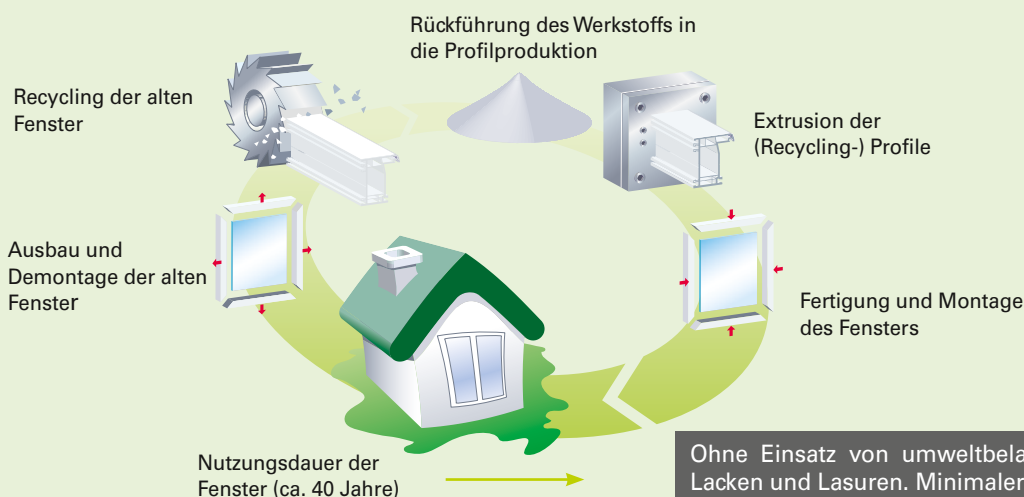 Rückführung des Werkstoffs in
die Profilproduktion
Recycling der alten
Fenster
Extrusion der
(Recycling-) Profile
Ausbau und
Demontage der alten
Fenster
Fertigung und Montage
des Fensters
Nutzungsdauer der
Fenster (ca. 40 Jahre)
Ohne Einsatz von
Lacken und Lasuren. Minimaler